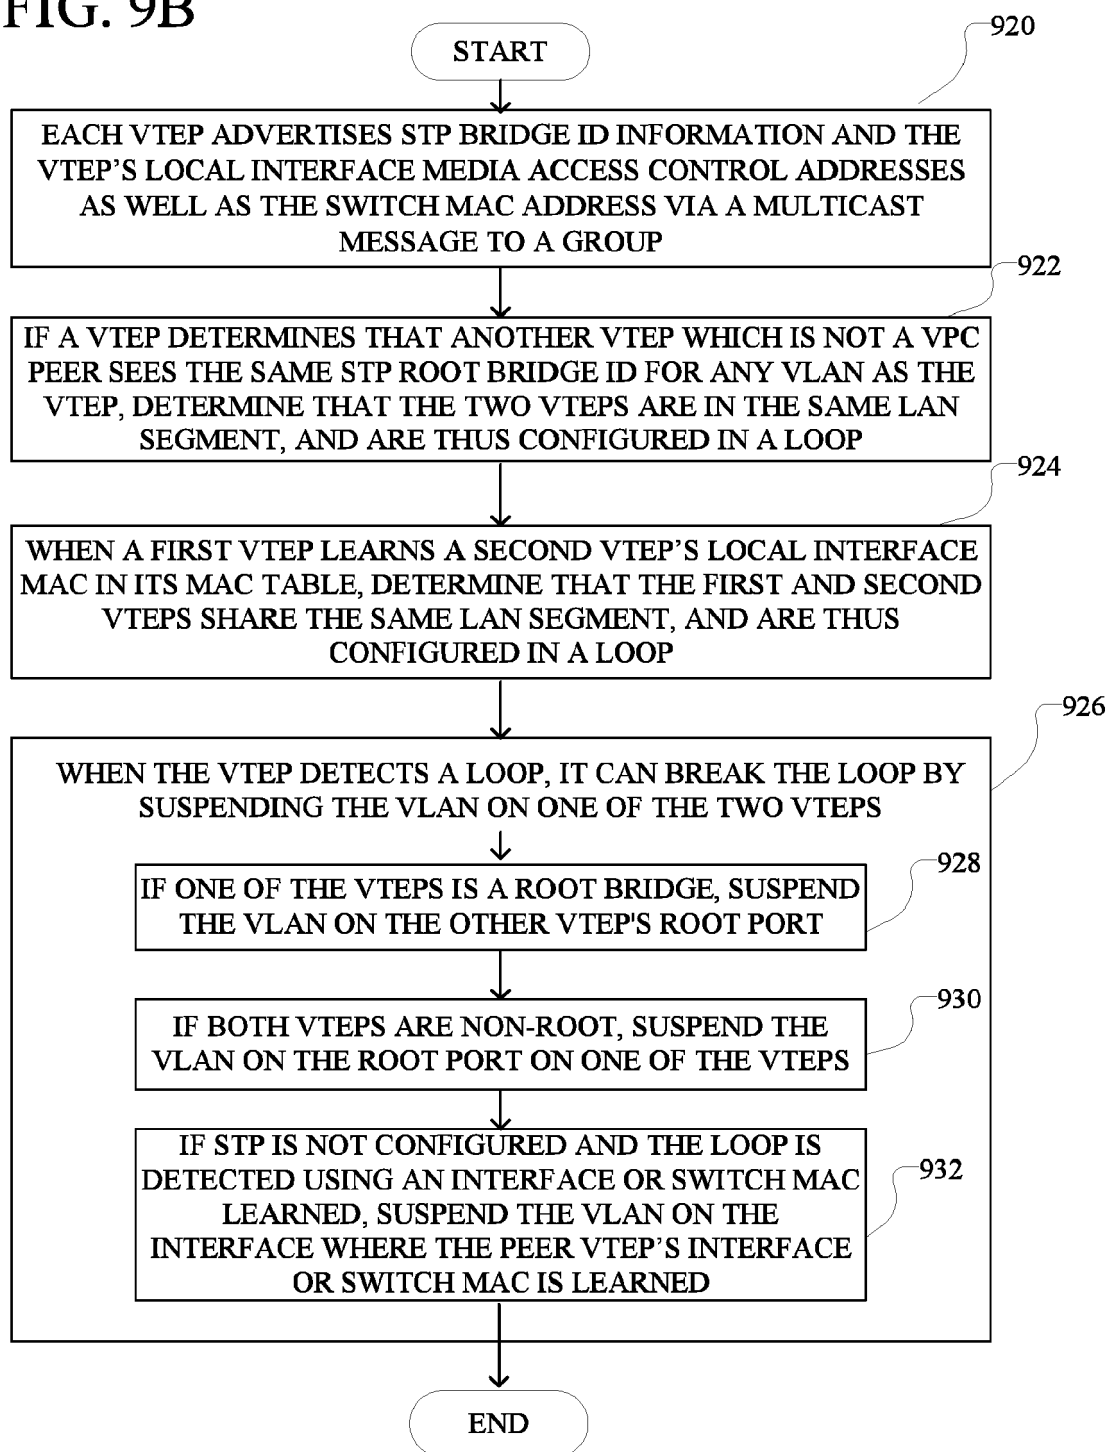 FIG. 9B
920
START
EACH VTEP ADVERTISES STP BRIDGE ID INFORMATION AND THE
VTEP'S LOCAL INTERFACE MEDIA ACCESS CONTROL ADDRESSES
AS WELL AS THE SWITCH MAC ADDRESS VIA A MULTICAST
MESSAGE TO A GROUP
922
IF A VTEP DETERMINES THAT ANOTHER VTEP WHICH IS NOT A VPC
PEER SEES THE SAME STP ROOT BRIDGE ID FOR ANY VLAN AS THE
VTEP, DETERMINE THAT THE TWO VTEPS ARE IN THE SAME LAN
SEGMENT, AND ARE THUS CONFIGURED IN A LOOP
924
WHEN A FIRST VTEP LEARNS A SECOND VTEP'S LOCAL INTERFACE
MAC IN ITS MAC TABLE, DETERMINE THAT THE FIRST AND SECOND
VTEPS SHARE THE SAME LAN SEGMENT, AND ARE THUS
CONFIGURED IN A LOOP
926
WHEN THE VTEP DETECTS A LOOP, IT CAN BREAK THE LOOP BY
SUSPENDING THE VLAN ON ONE OF THE TWO VTEPS
928
IF ONE OF THE VTEPS IS A ROOT BRIDGE, SUSPEND
THE VLAN ON THE OTHER VTEP'S ROOT PORT
930
IF BOTH VTEPS ARE NON-ROOT, SUSPEND THE
VLAN ON THE ROOT PORT ON ONE OF THE VTEPS
932
IF STP IS NOT CONFIGURED AND THE LOOP IS
DETECTED USING AN INTERFACE OR SWITCH MAC
LEARNED, SUSPEND THE VLAN ON THE
INTERFACE WHERE THE PEER VTEP'S INTERFACE
OR SWITCH MAC IS LEARNED
END